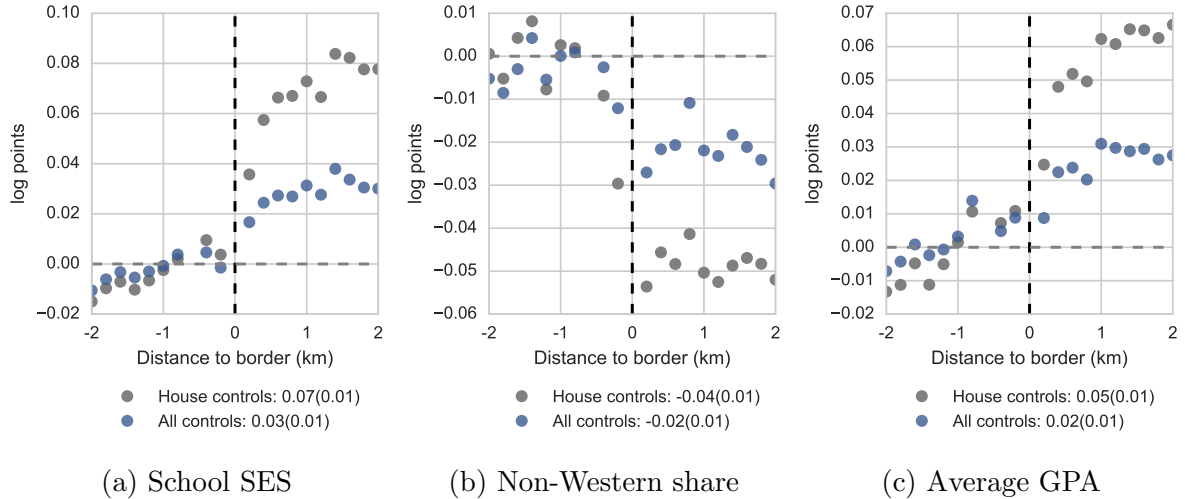 0.10
0.08
0.06
0.04
0.02
0.00
−0.02
log points
-2 -1 0 1 2
Distance to border (km)
House controls: 0.07(0.01)
All controls: 0.03(0.01)
(a) School SES
0.01
0.00
−0.01
−0.02
−0.03
−0.04
−0.05
−0.06
log points
-2 -1 0 1 2
Distance to border (km)
House controls: -0.04(0.01)
All controls: -0.02(0.01)
(b) Non-Western share
0.07
0.06
0.05
0.04
0.03
0.02
0.01
0.00
−0.01
−0.02
log points
-2 -1 0 1 2
Distance to border (km)
House controls: 0.05(0.01)
All controls: 0.02(0.01)
(c) Average GPA